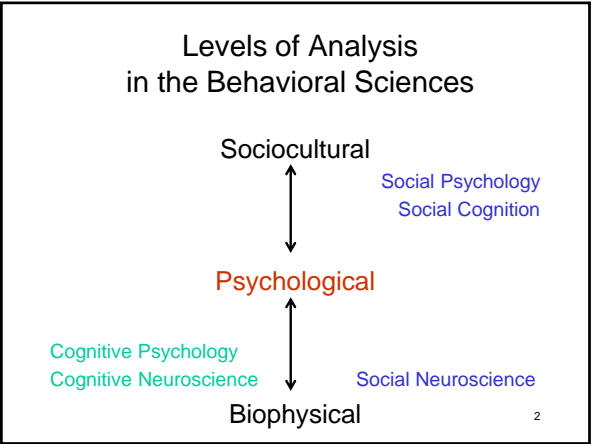 Levels of Analysis
in the Behavioral Sciences
Sociocultural
Social Psychology
Social Cognition
Psychological
Cognitive Psychology
Cognitive Neuroscience
Social Neuroscience
Biophysical
2